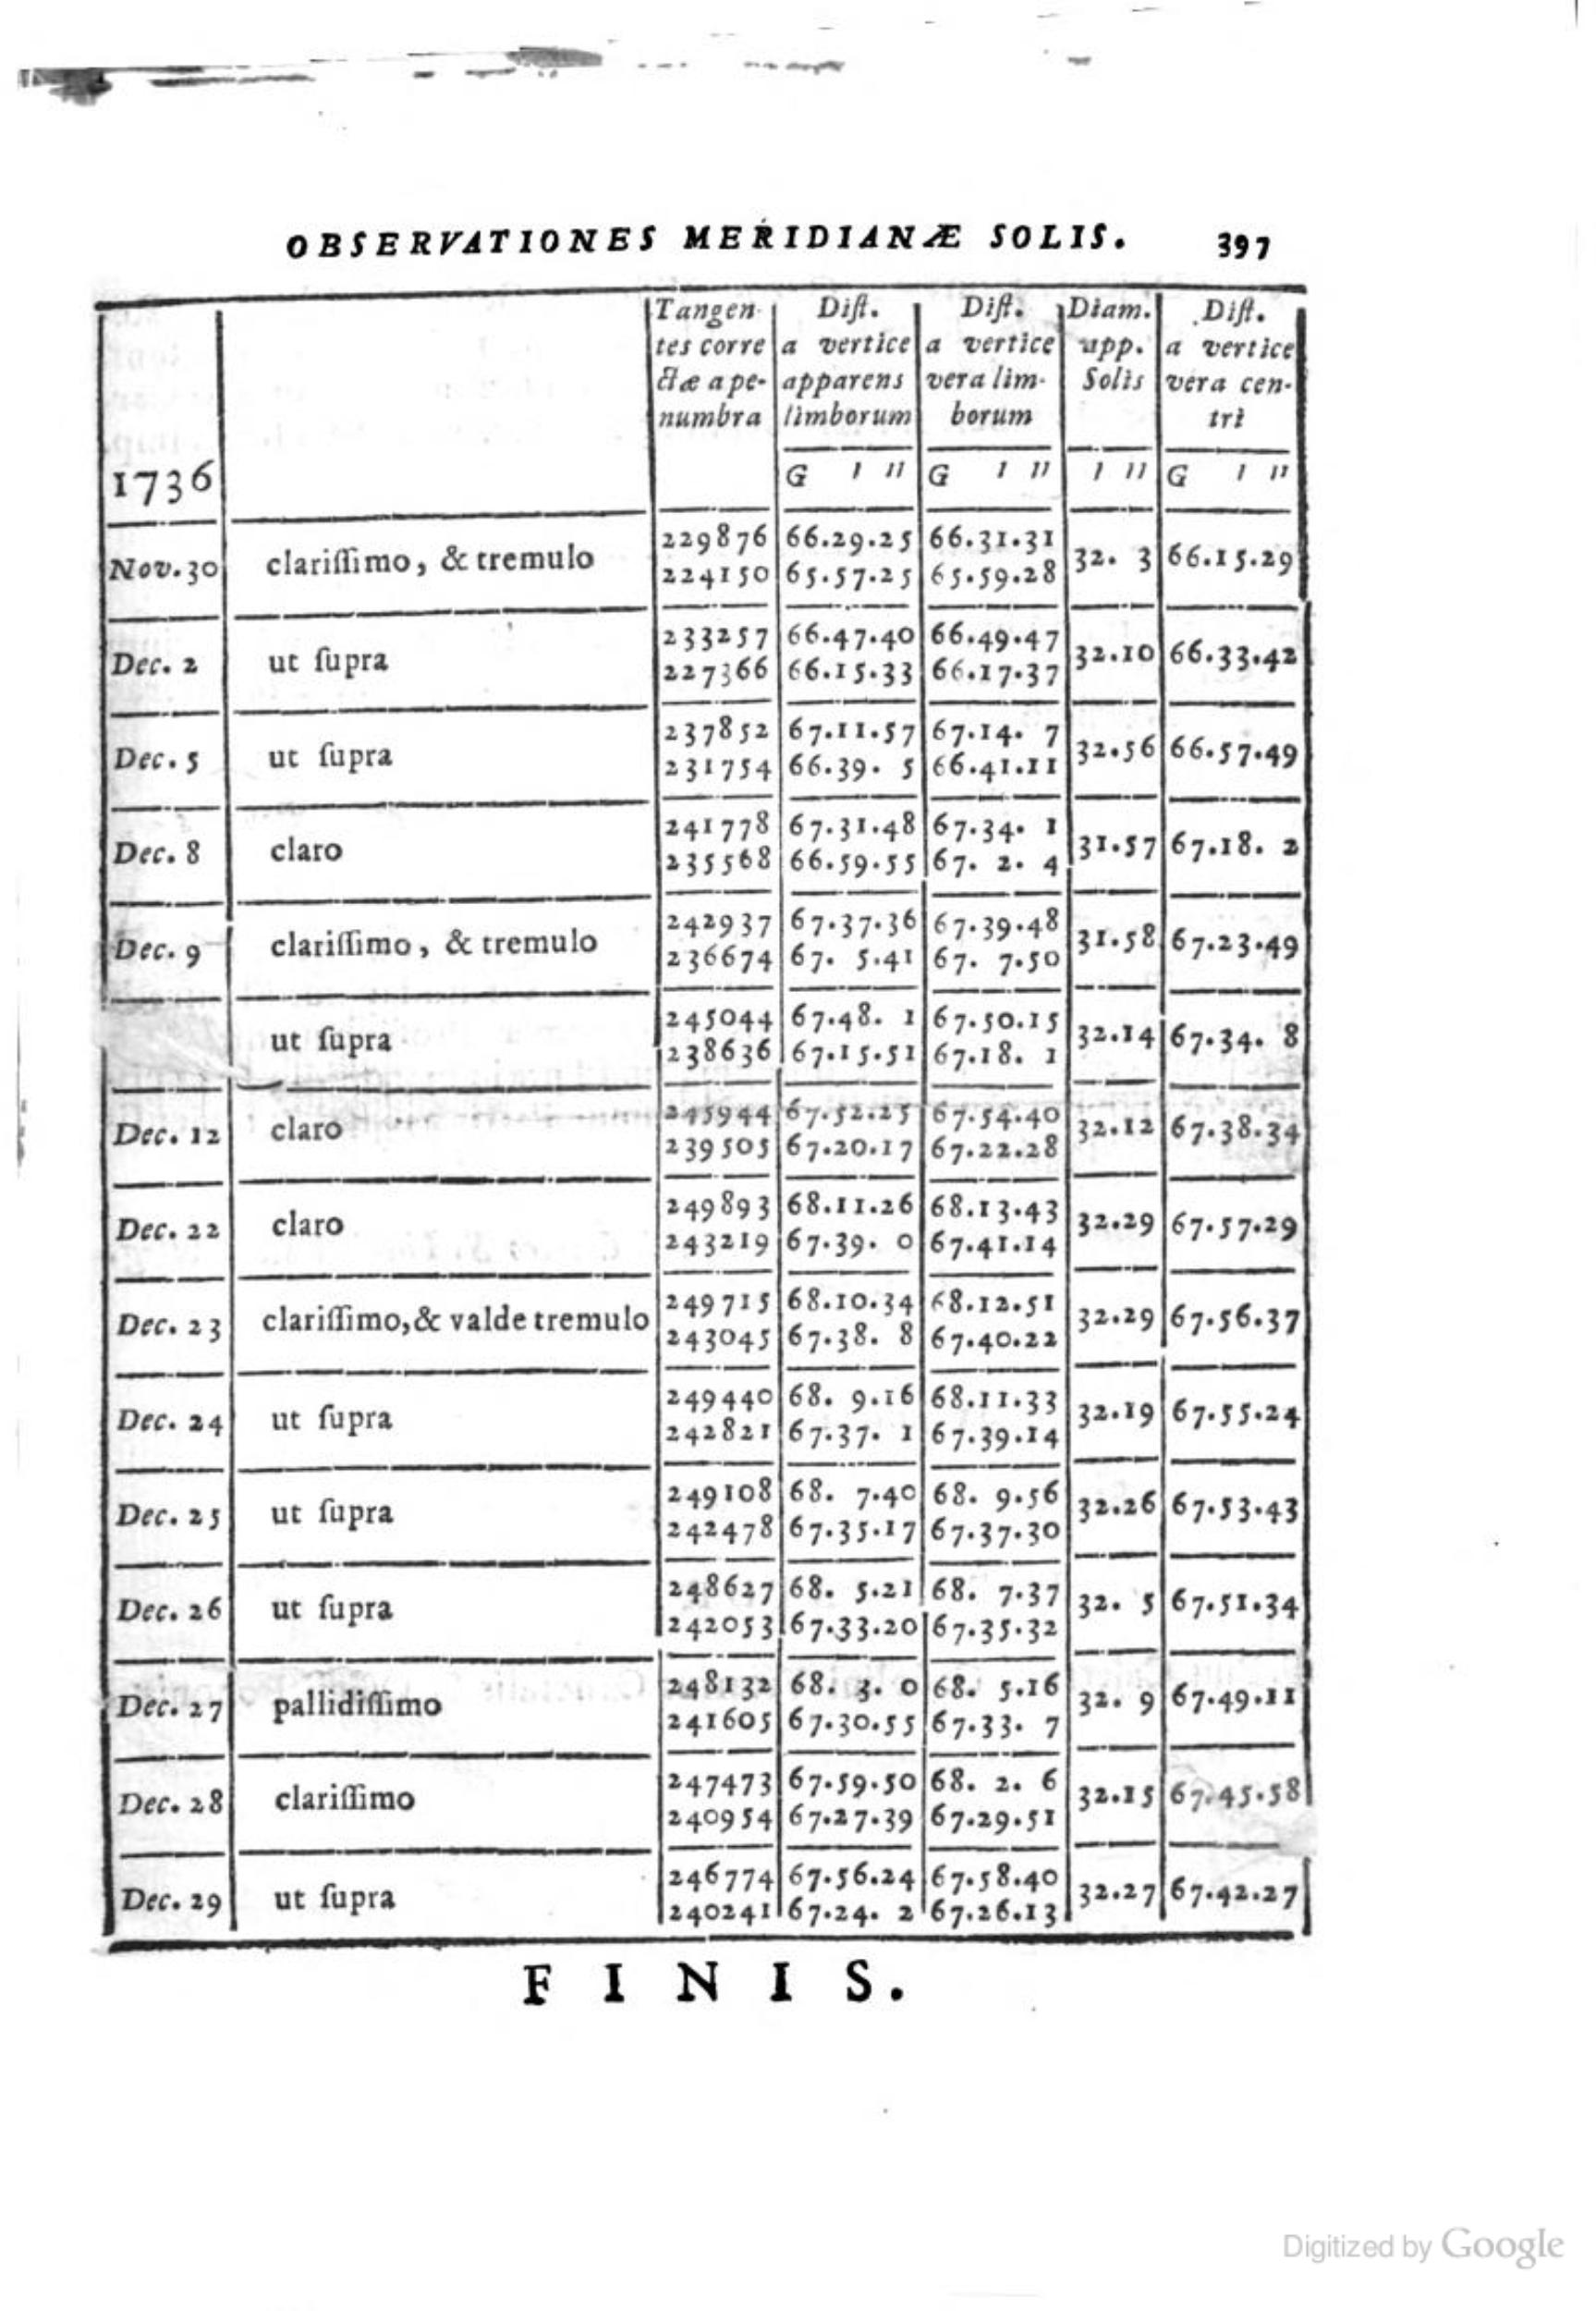 OBSERVATIONES MERIDIANÆ SOLIS. 397
1736 Tangen- Diſt. Diſt. Diam. Diſt.
tes corre a vertice a vertice app. a vertice
ctæ a pe- apparens vera lim- Solis vera cen-
numbra limborum borum tri
G I II G I II I II G I II
Nov. 30 clariſſimo, & tremulo 229876 66.29.25 66.31.31 32. 3 66.15.29
224150 65.57.25 65.59.28
Dec. 2 ut ſupra 233257 66.47.40 66.49.47 32.10 66.33.42
227366 66.15.33 66.17.37
Dec. 5 ut ſupra 237852 67.11.57 67.14. 7 32.56 66.57.49
231754 66.39. 5 66.41.11
Dec. 8 claro 241778 67.31.48 67.34. 1 31.57 67.18. 2
235568 66.59.55 67. 2. 4
Dec. 9 clariſſimo, & tremulo 242937 67.37.36 67.39.48 31.58 67.23.49
236674 67. 5.41 67. 7.50
ut ſupra 245044 67.48. 1 67.50.15 32.14 67.34. 8
238636 67.15.51 67.18. 1
Dec. 12 claro 245944 67.52.25 67.54.40 32.12 67.38.34
239505 67.20.17 67.22.28
Dec. 22 claro 249893 68.11.26 68.13.43 32.29 67.57.29
243219 67.39. 0 67.41.14
Dec. 23 clariſſimo,& valde tremulo 249715 68.10.34 68.12.51 32.29 67.56.37
243045 67.38. 8 67.40.22
Dec. 24 ut ſupra 249440 68. 9.16 68.11.33 32.19 67.55.24
242821 67.37. 1 67.39.14
Dec. 25 ut ſupra 249108 68. 7.40 68. 9.56 32.26 67.53.43
242478 67.35.17 67.37.30
Dec. 26 ut ſupra 248627 68. 5.21 68. 7.37 32. 5 67.51.34
242053 67.33.20 67.35.32
Dec. 27 pallidiſſimo 248132 68. 3. 0 68. 5.16 32. 9 67.49.11
241605 67.30.55 67.33. 7
Dec. 28 clariſſimo 247473 67.59.50 68. 2. 6 32.15 67.45.58
240954 67.27.39 67.29.51
Dec. 29 ut ſupra 246774 67.56.24 67.58.40 32.27 67.42.27
240241 67.24. 2 67.26.13
FINIS.
Digitized by Google